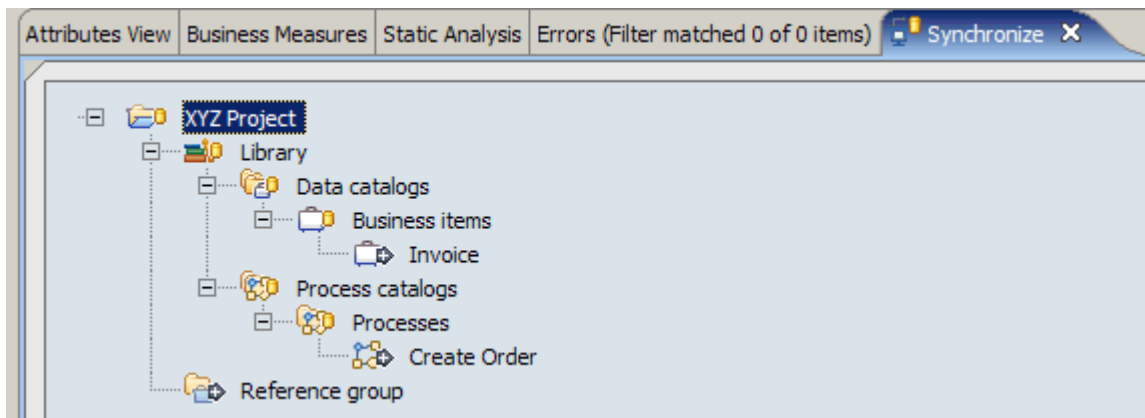 Attributes View Business Measures Static Analysis Errors (Filter matched 0 of 0 items) Synchronize
XYZ Project
Library
Data catalogs
Business items
Invoice
Process catalogs
Processes
Create Order
Reference group